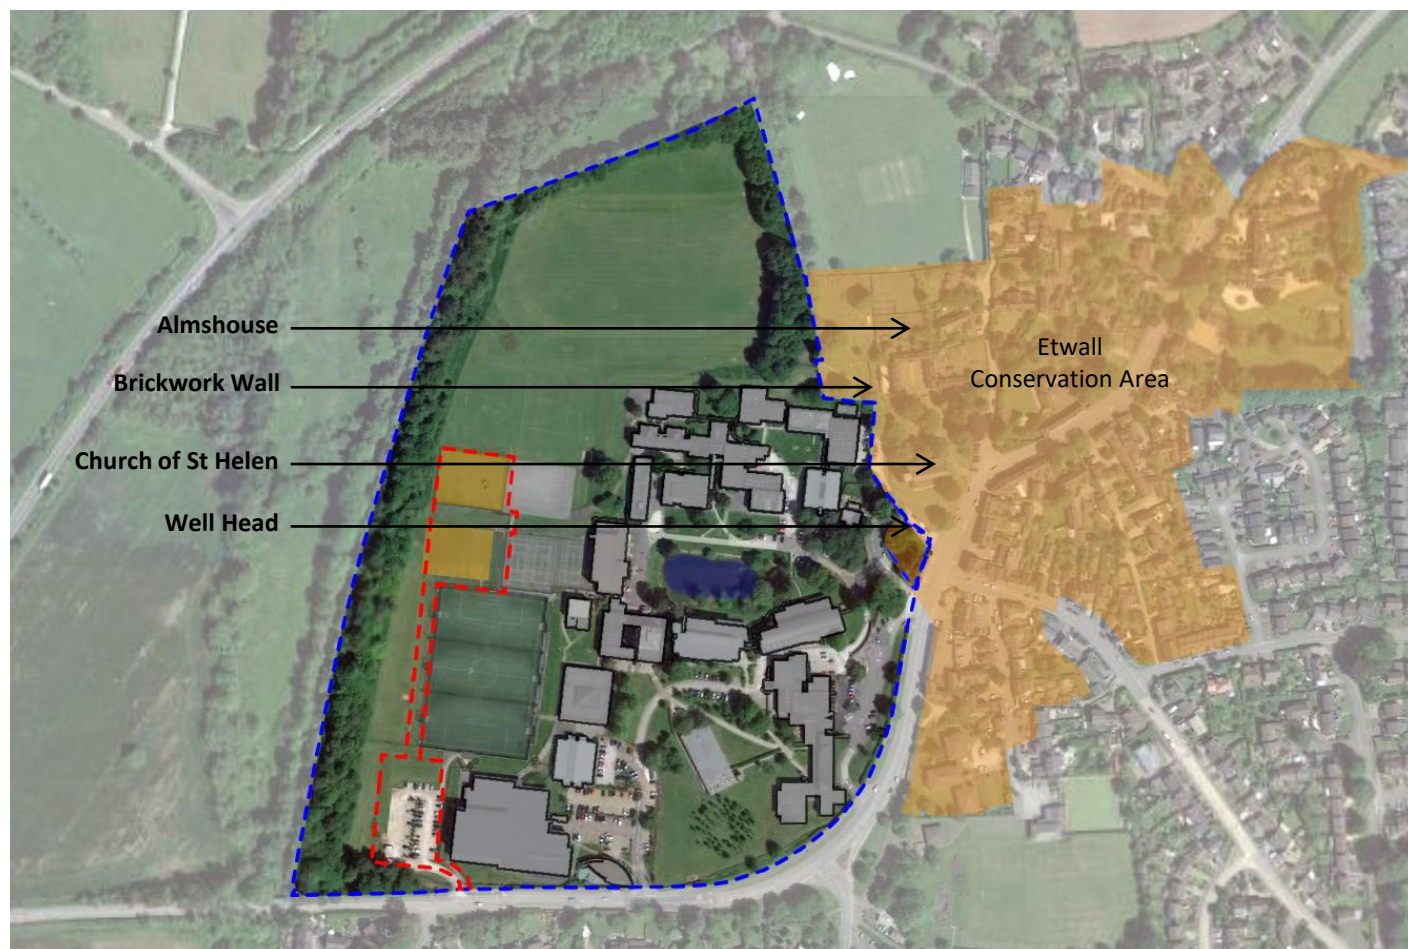 Almshouse
Etwall
Conservation Area
Brickwork Wall
Church of St Helen
Well Head